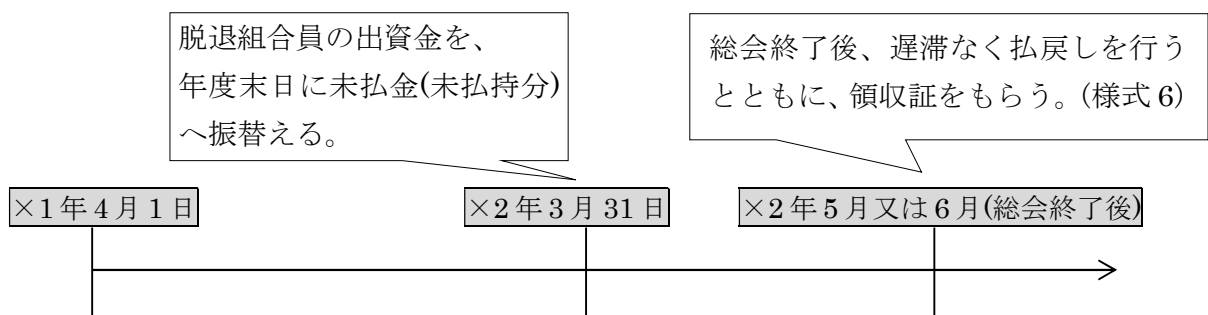 脱退組合員の出資金を、
年度末日に未払金(未払持分)
へ振替える。
総会終了後、遅滞なく払戻しを行う
とともに、領収証をもらう。(様式 6)
×1年4月1日
×2年3月31日
×2年5月又は6月(総会終了後)